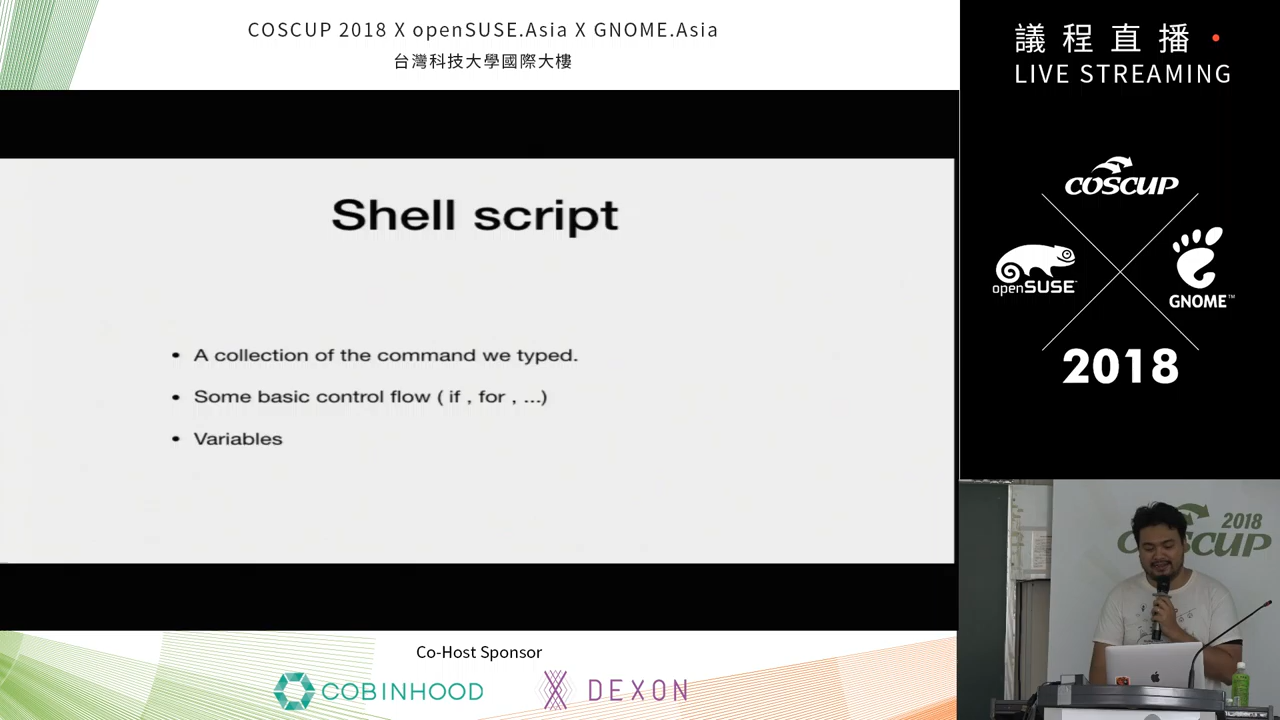 COSCUP 2018 X openSUSE.Asia X GNOME.Asia
台灣科技大學國際大樓
議程直播
LIVE STREAMING
COSCUP
openSUSE
GNOME™
2018
Shell script
• A collection of the command we typed.
• Some basic control flow ( if , for , ...)
• Variables
2018
COSCUP
Co-Host Sponsor
COBINHOOD
DEXON